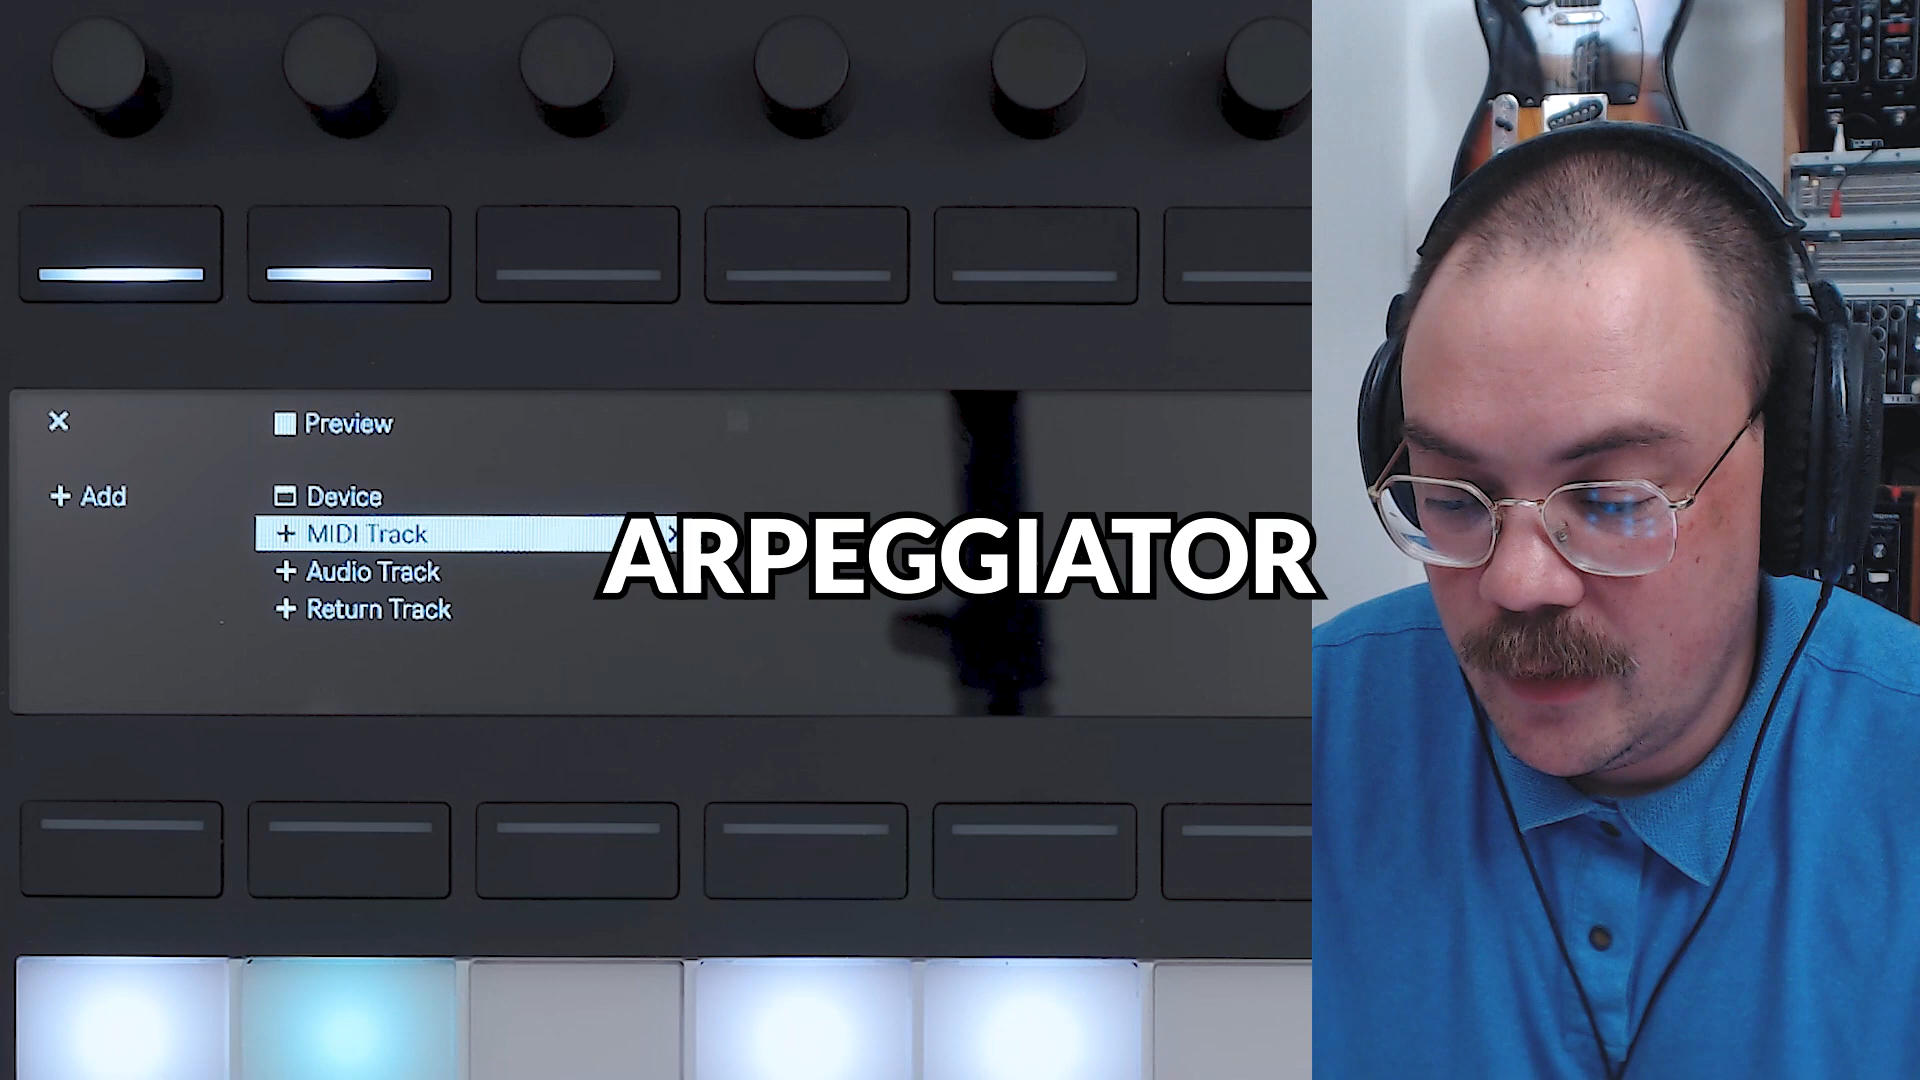 Preview
+ Add
Device
+ MIDI Track
+ Audio Track
+ Return Track
ARPEGGIATOR